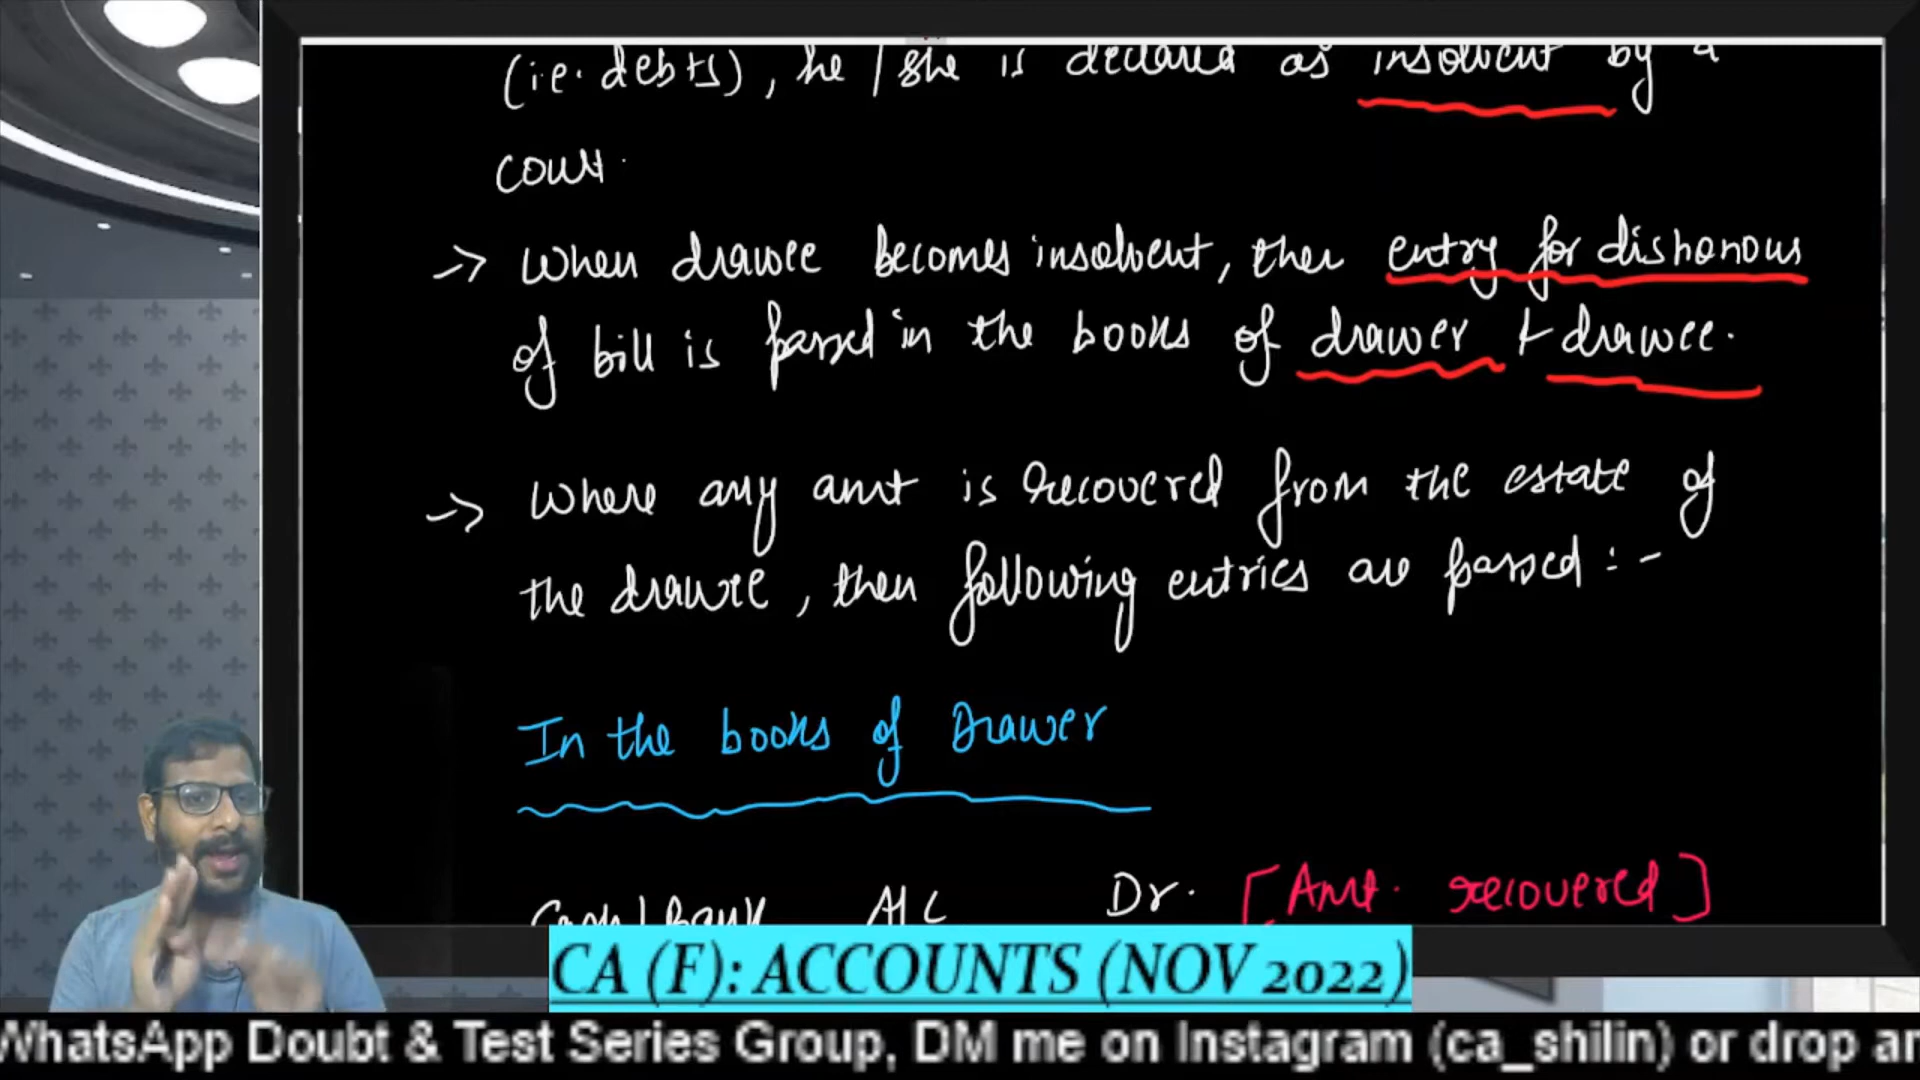 (i.e. debts), he / she is declared as insolvent by a
court.
-> When drawee becomes insolvent, then entry for dishonour
of bill is passed in the books of drawer + drawee.
-> Where any amt is recovered from the estate of
the drawee, then following entries are passed : -
In the books of Drawer
Cash / Bank A/c Dr. [Amt. recovered]
CA (F): ACCOUNTS (NOV 2022)
WhatsApp Doubt & Test Series Group, DM me on Instagram (ca_shilin) or drop an